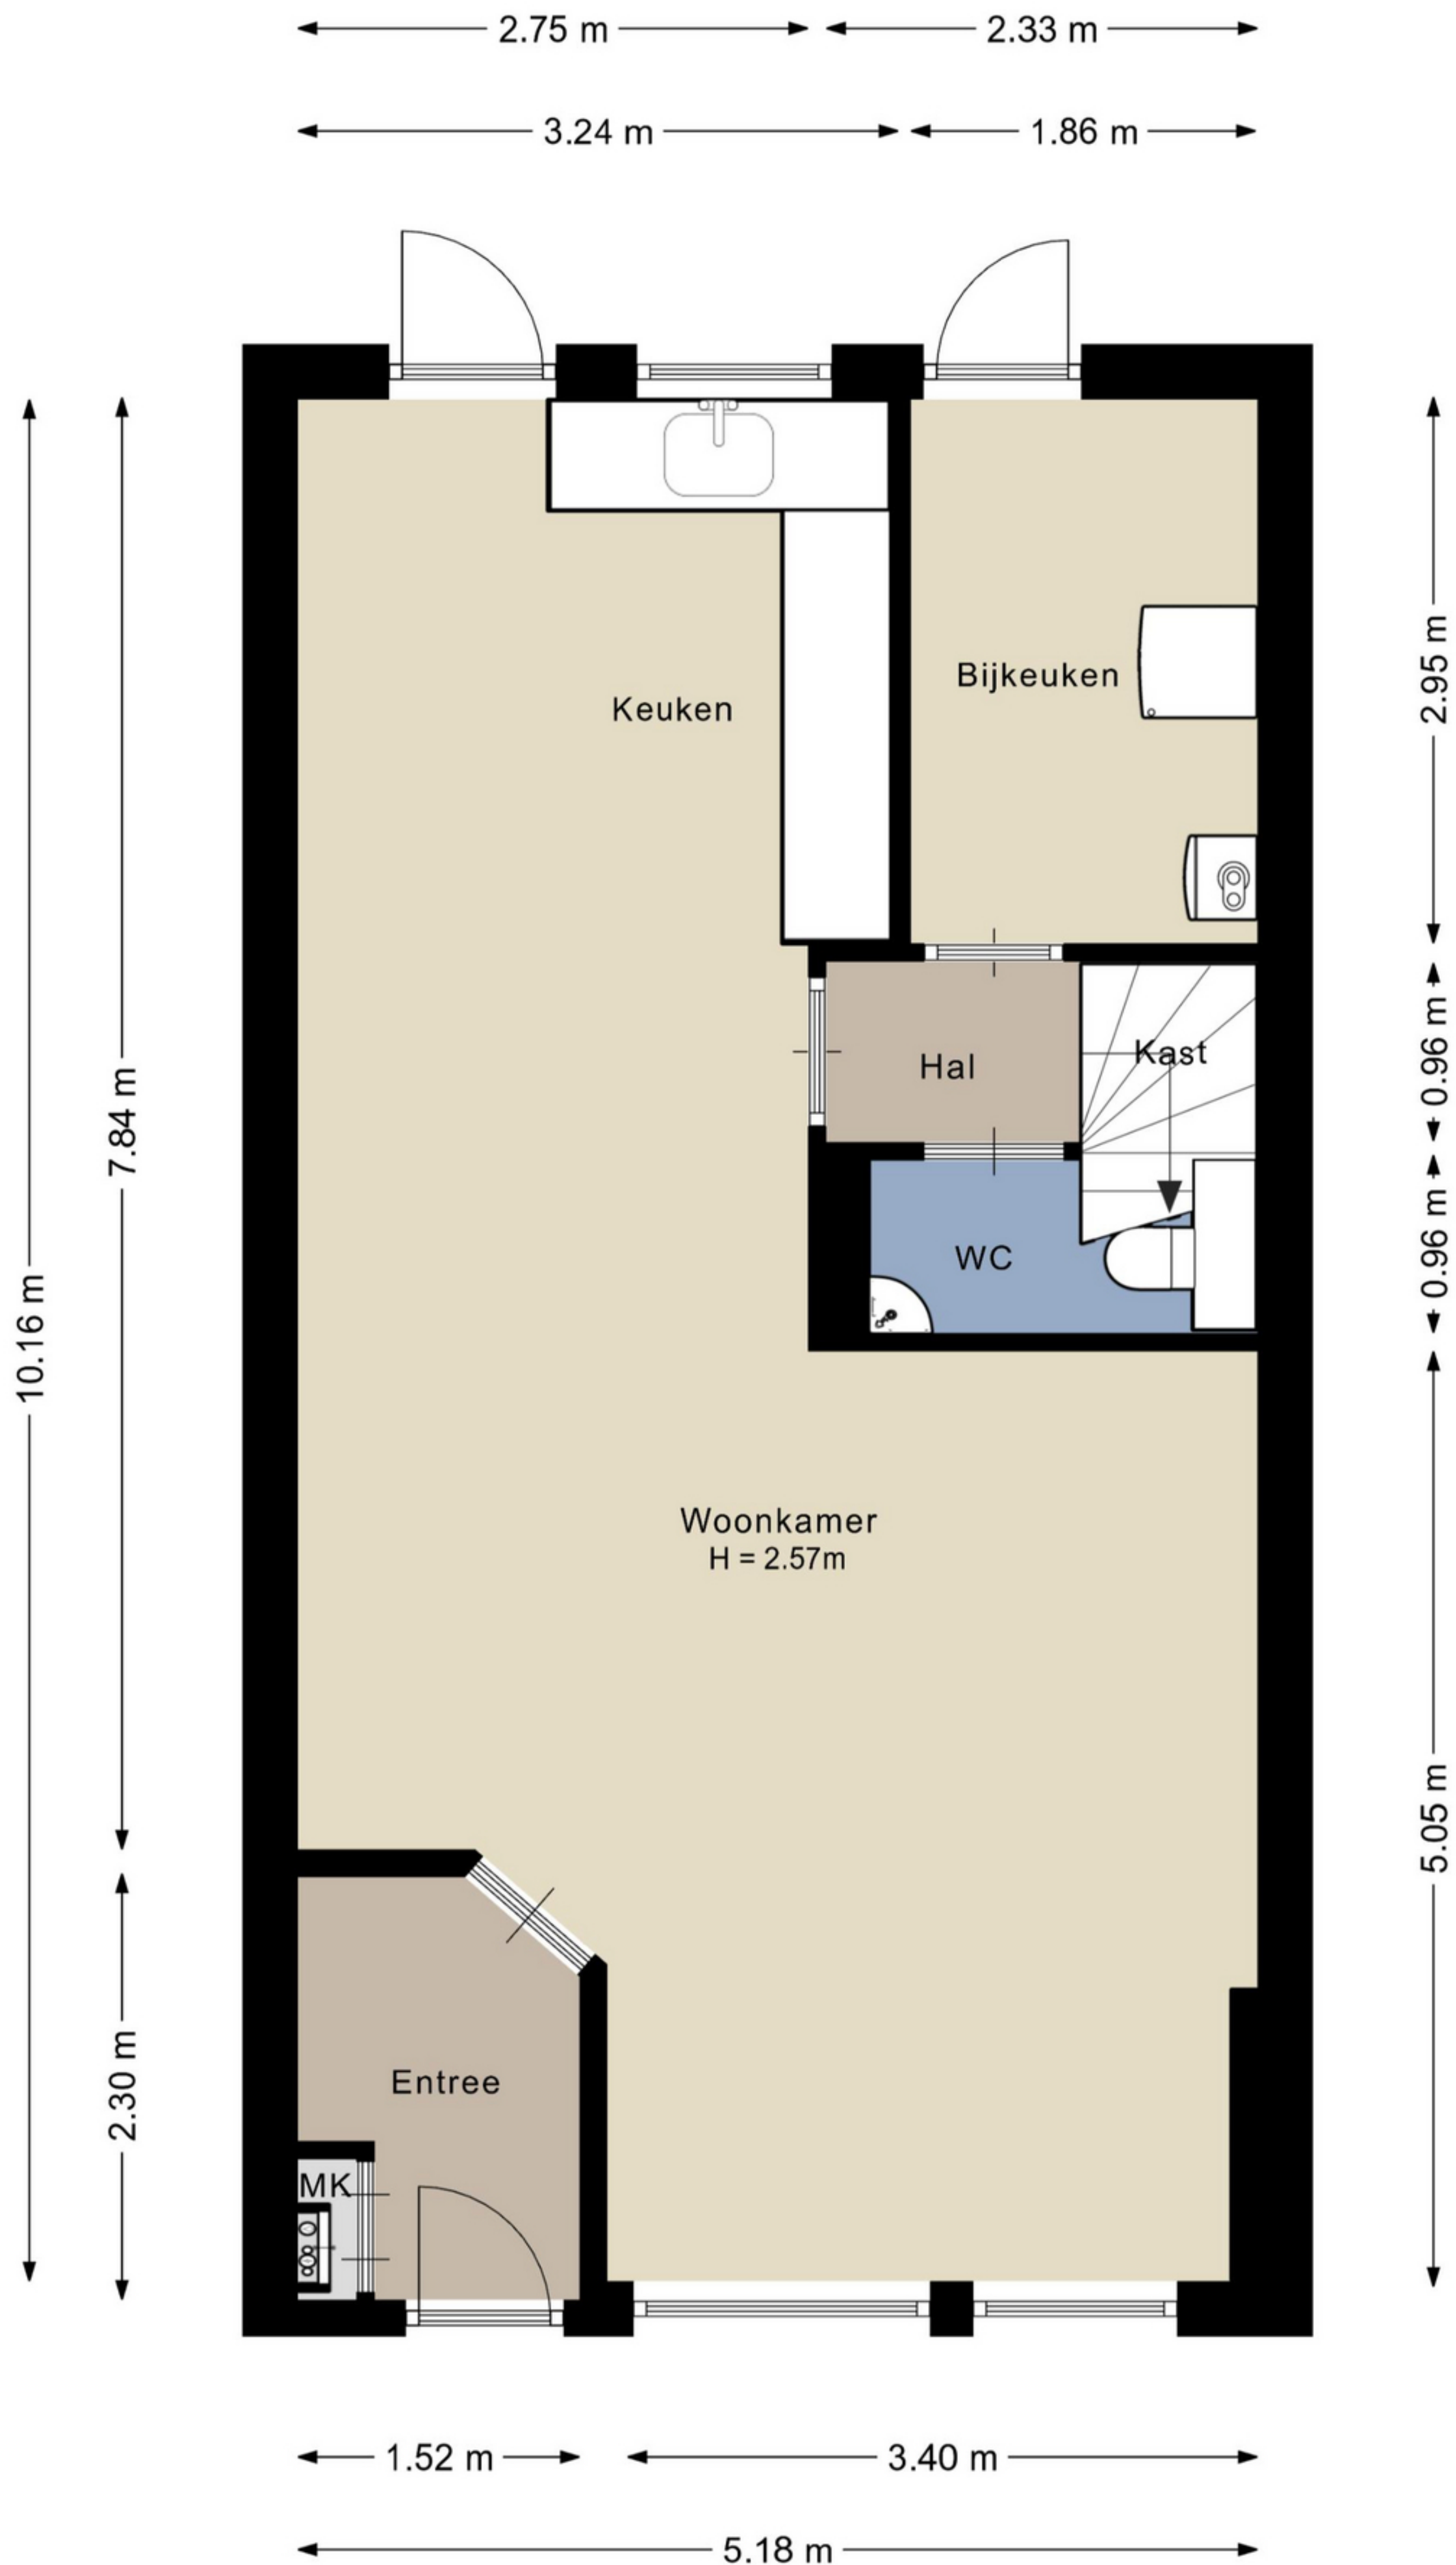 2.75 m
2.33 m
3.24 m
1.86 m
Bijkeuken
Keuken
2.95 m
Kast
Hal
0.96 m
7.84 m
WC
0.96 m
10.16 m
Woonkamer
H = 2.57m
5.05 m
Entree
2.30 m
MK
1.52 m
3.40 m
5.18 m